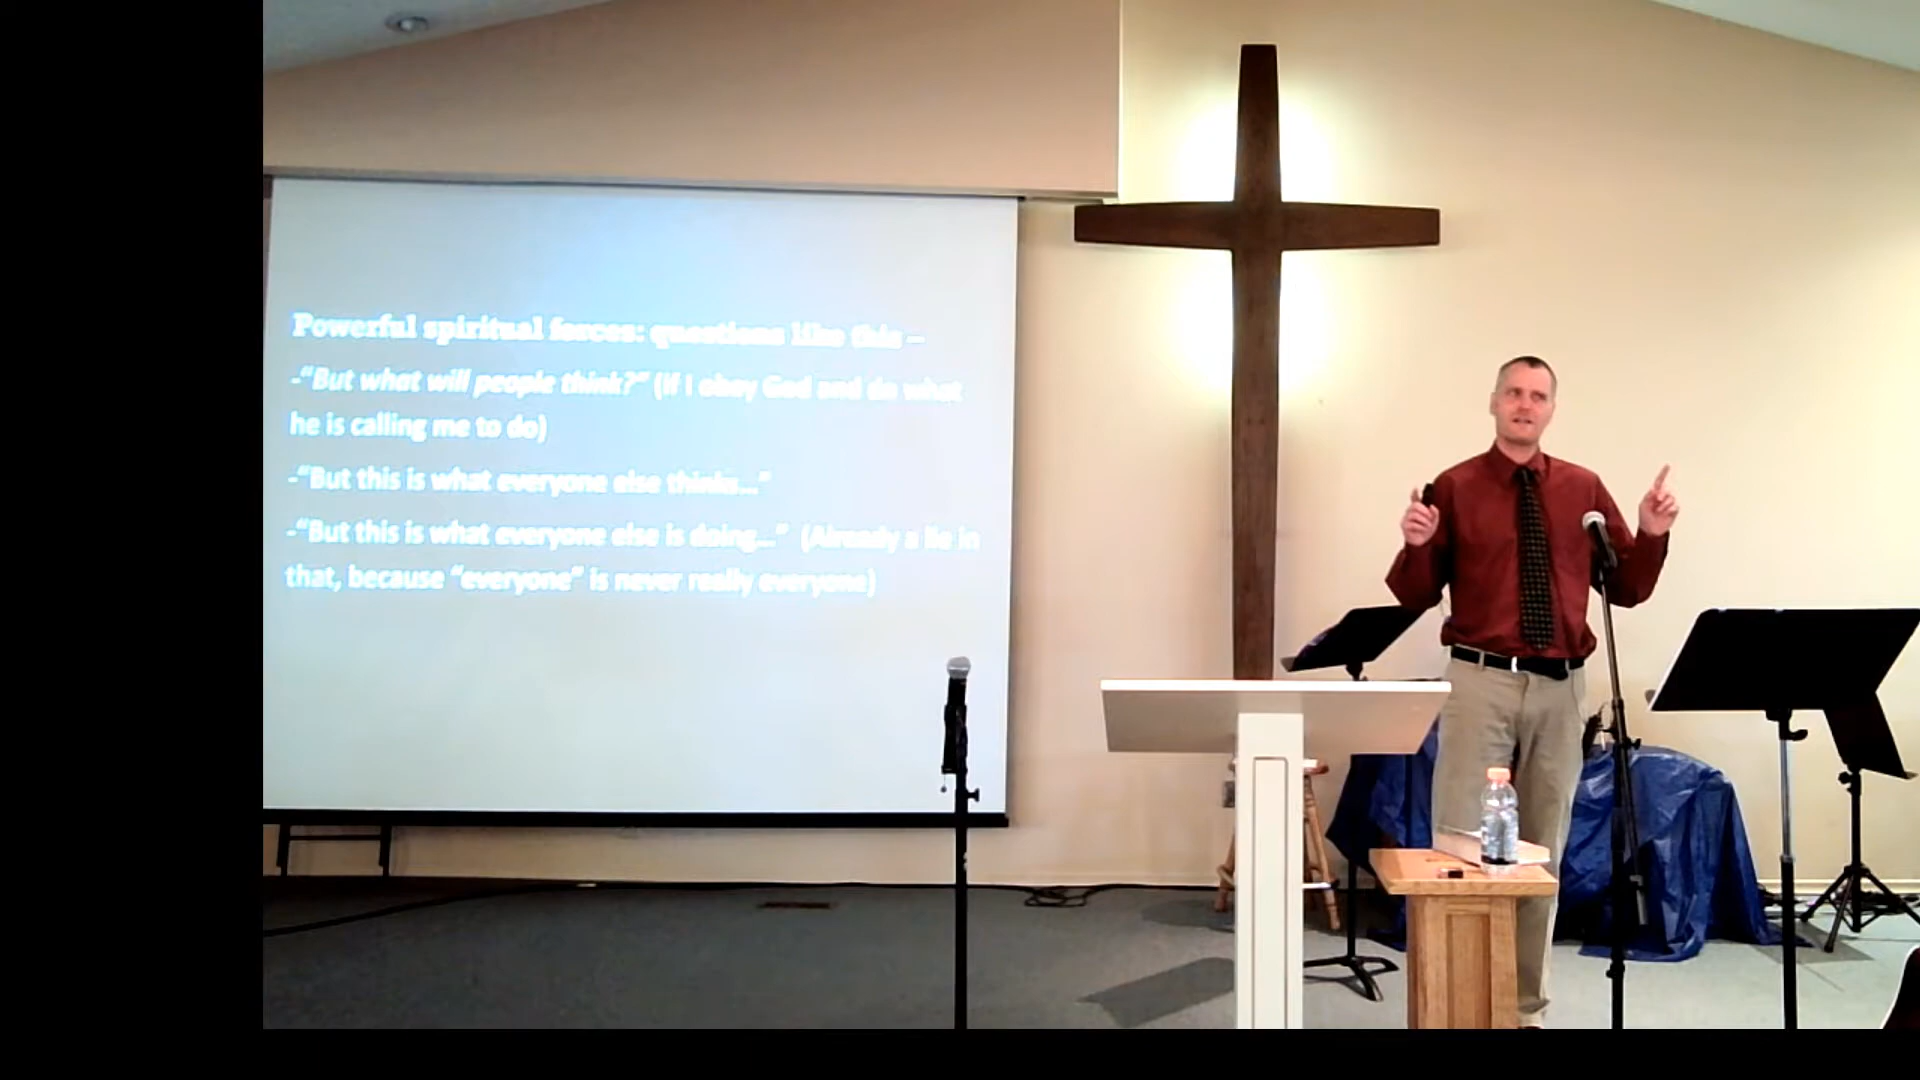 Powerful spiritual forces: questions like this –
-“But what will people think?” (if I obey God and do what
he is calling me to do)
-“But this is what everyone else thinks...”
-“But this is what everyone else is doing...” (Already a lie in
that, because “everyone” is never really everyone)